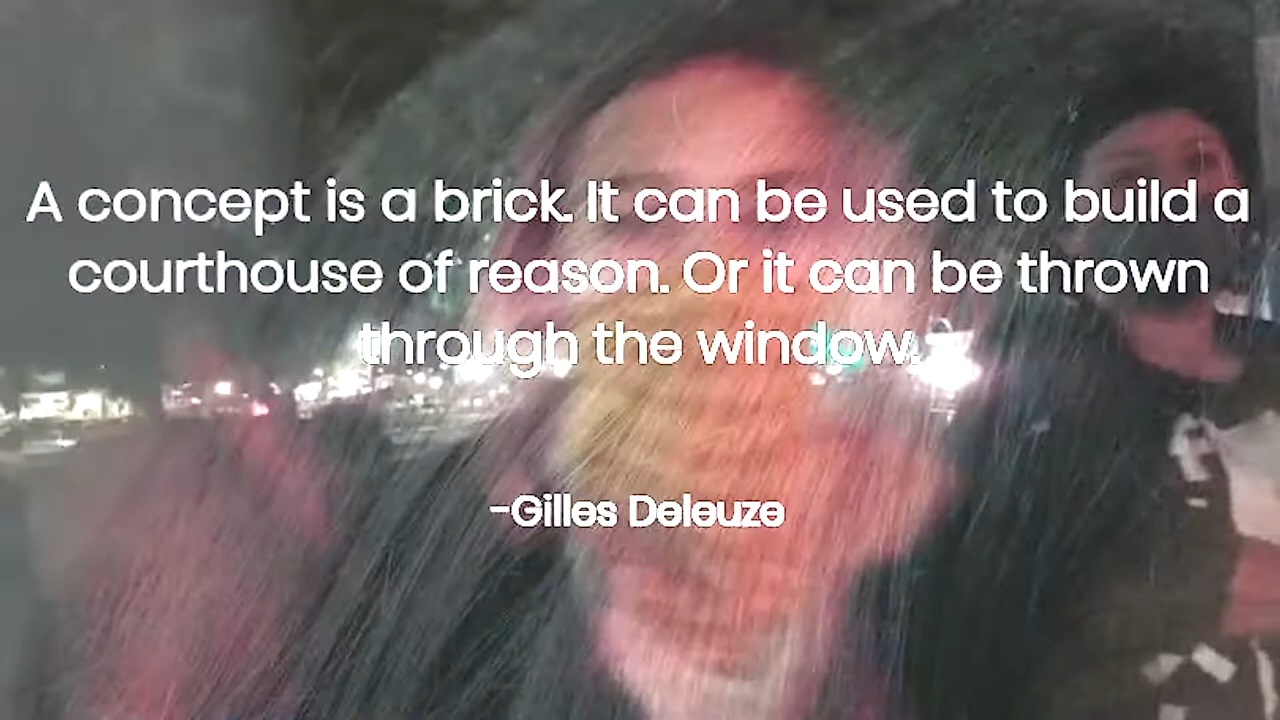 A concept is a brick. It can be used to build a
courthouse of reason. Or it can be thrown
through the window.
-Gilles Deleuze